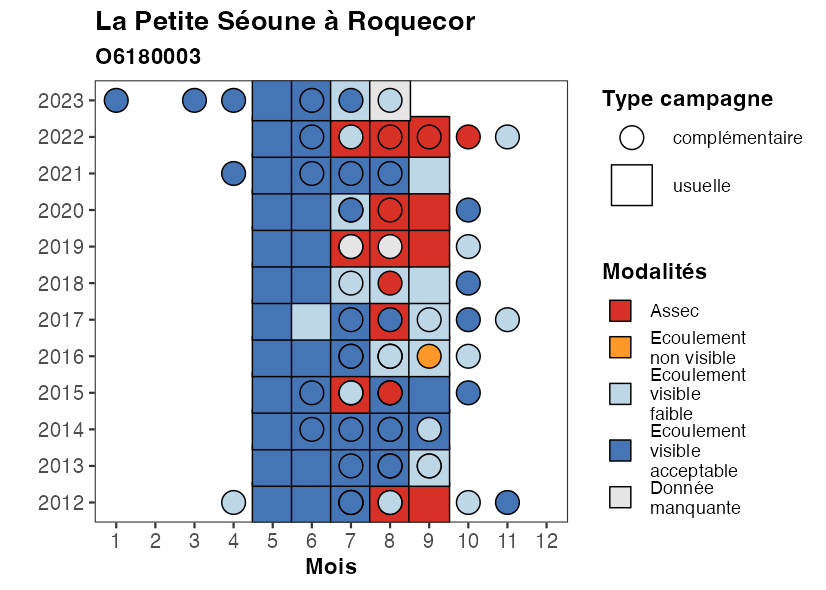 La Petite Séoune à Roquecor
O6180003
2023
2022
2021
2020
2019
2018
2017
2016
2015
2014
2013
2012
1 2 3 4 5 6 7 8 9 10 11 12
Mois
Type campagne
complémentaire
usuelle
Modalités
Assec
Ecoulement
non visible
Ecoulement
visible
faible
Ecoulement
visible
acceptable
Donnée
manquante